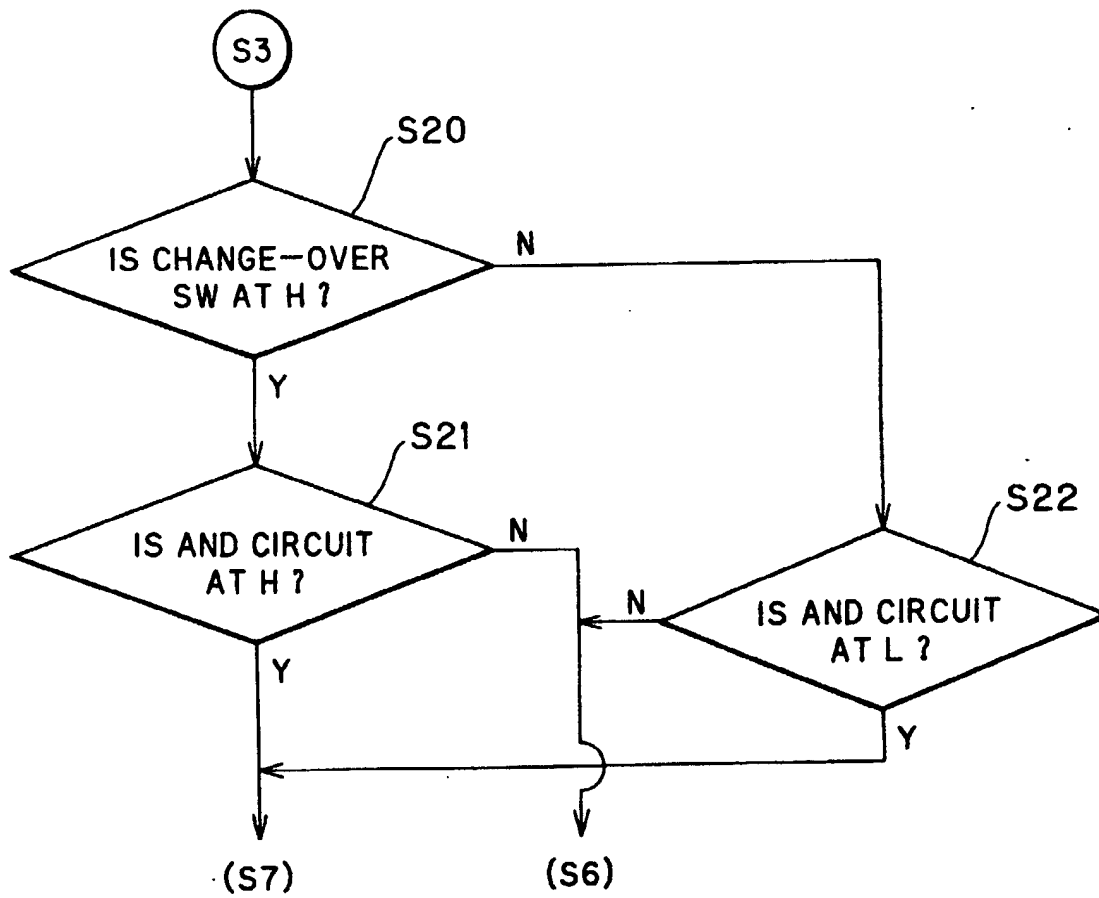 S3
S20
IS CHANGE-OVER
SW AT H ?
N
Y
S21
IS AND CIRCUIT
AT H ?
N
Y
S22
IS AND CIRCUIT
AT L ?
N
Y
(S7)
(S6)